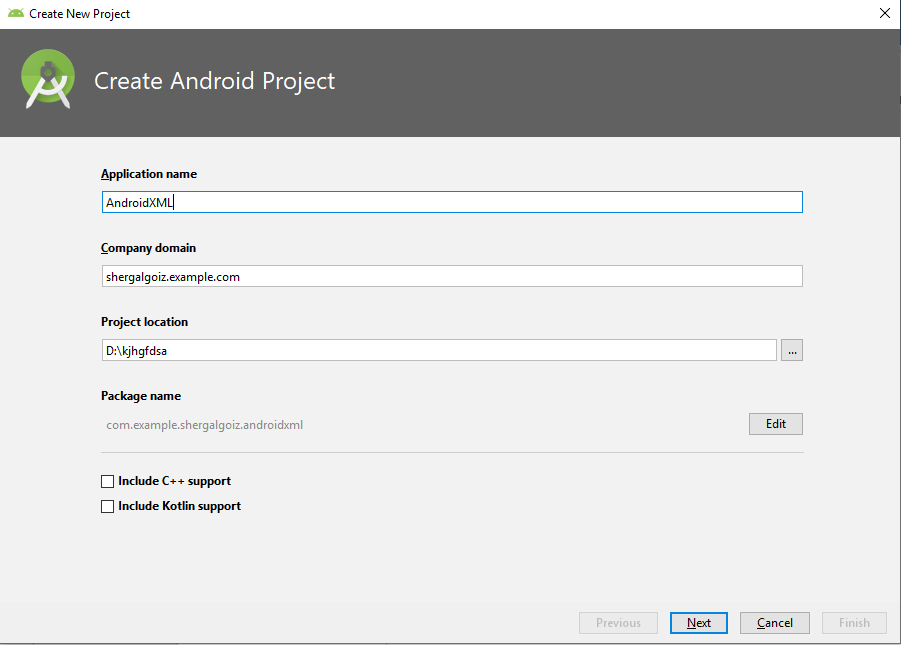 Create New Project
Create Android Project
Application name
AndroidXML
Company domain
shergalgoiz.example.com
Project location
D:\kjhgfdsa
...
Package name
com.example.shergalgoiz.androidxml
Edit
Include C++ support
Include Kotlin support
Previous Next Cancel Finish